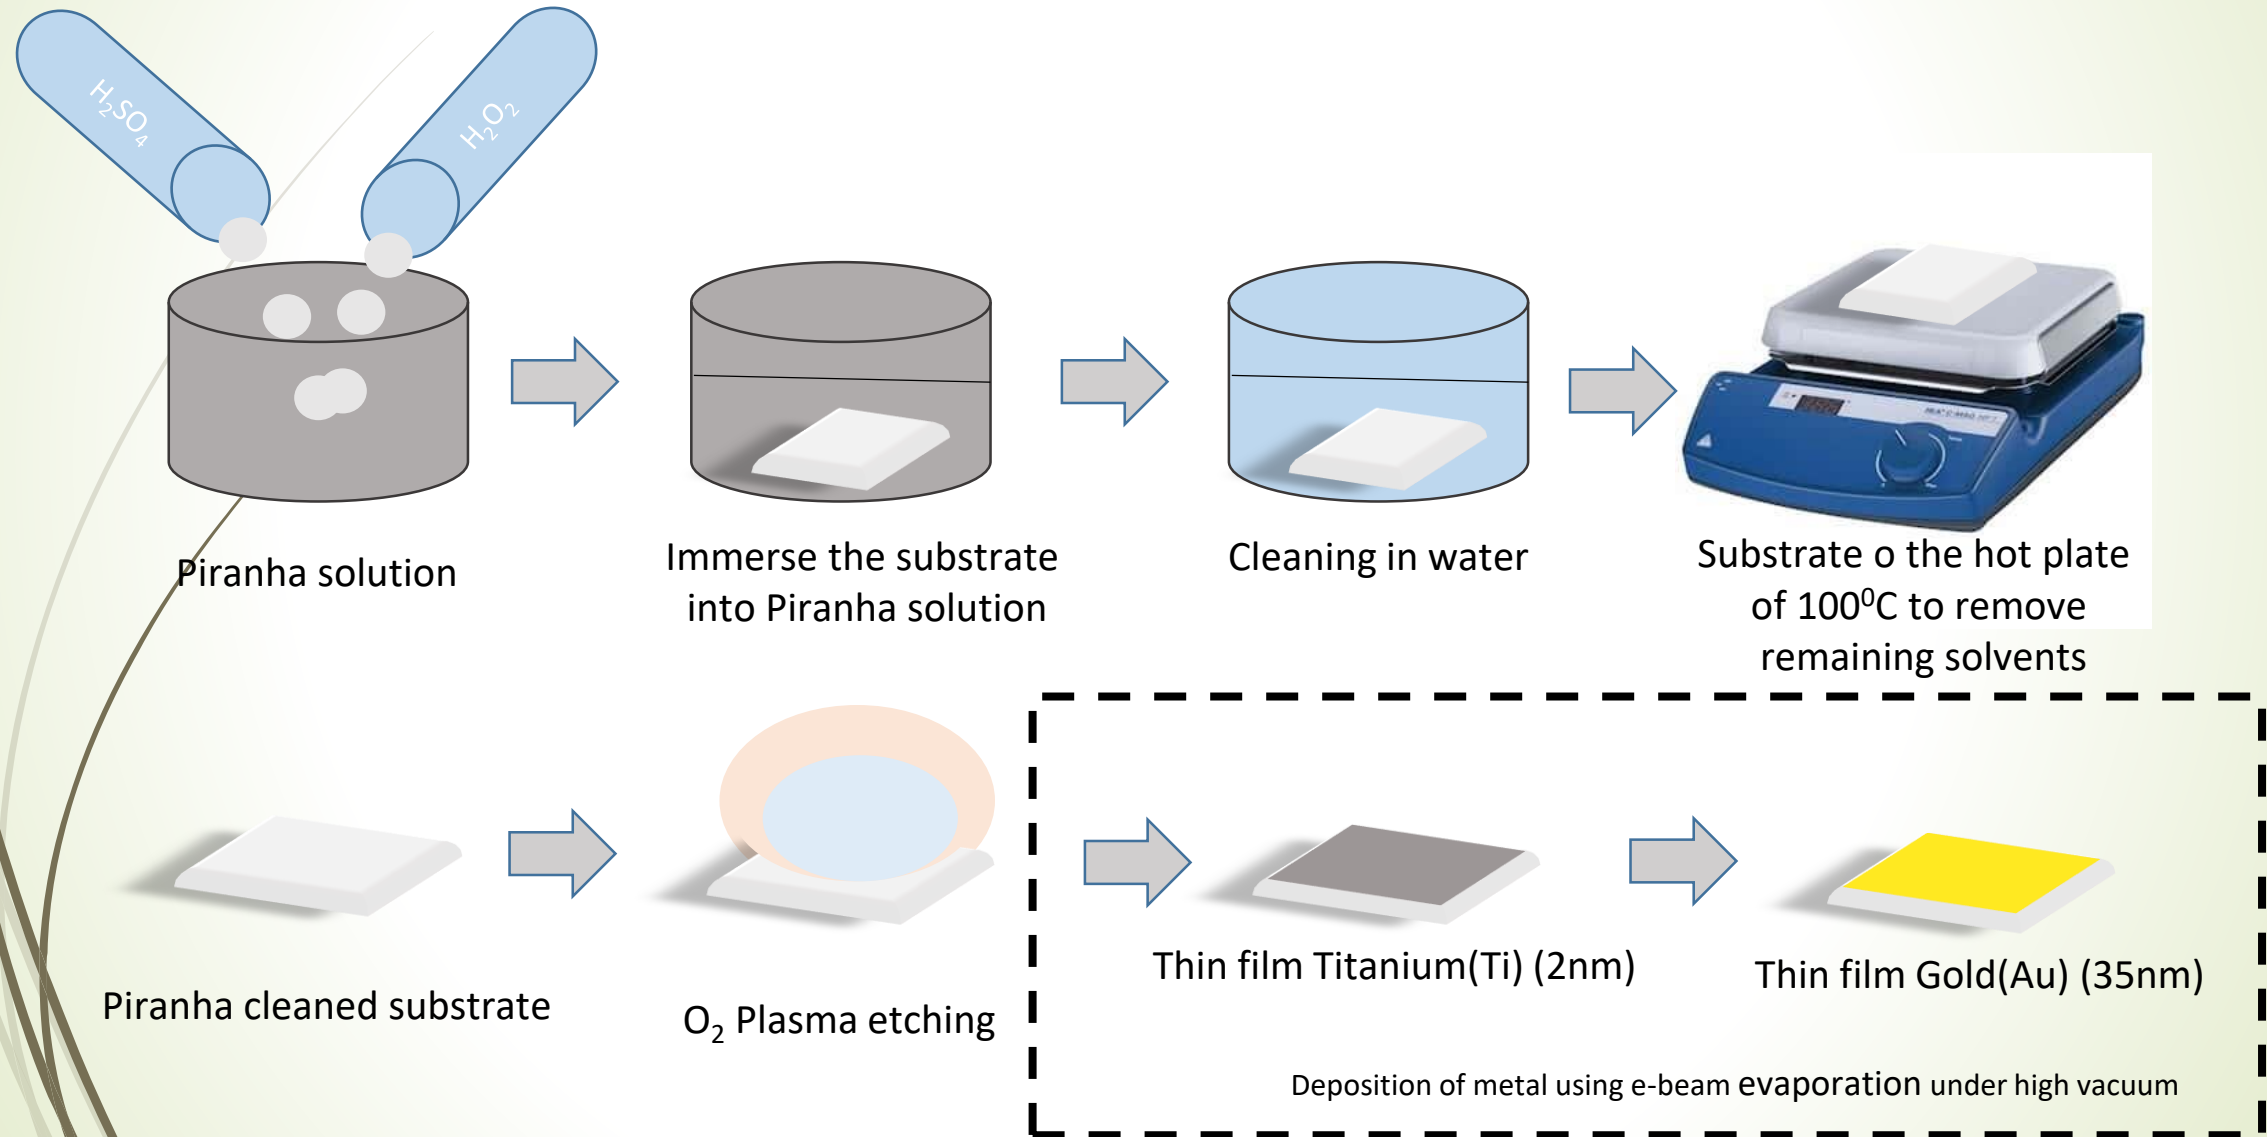 H₂SO₄
H₂O₂
Piranha solution
Immerse the substrate
into Piranha solution
Cleaning in water
Substrate o the hot plate
of 100⁰C to remove
remaining solvents
Piranha cleaned substrate
O₂ Plasma etching
Thin film Titanium(Ti) (2nm)
Thin film Gold(Au) (35nm)
Deposition of metal using e-beam evaporation under high vacuum